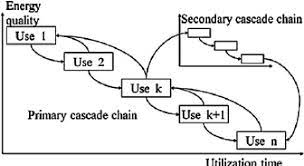 Energy
quality
Secondary cascade chain
Use 1
Use 2
Use k
Primary cascade chain
Use k+1
Use n
Utilization time